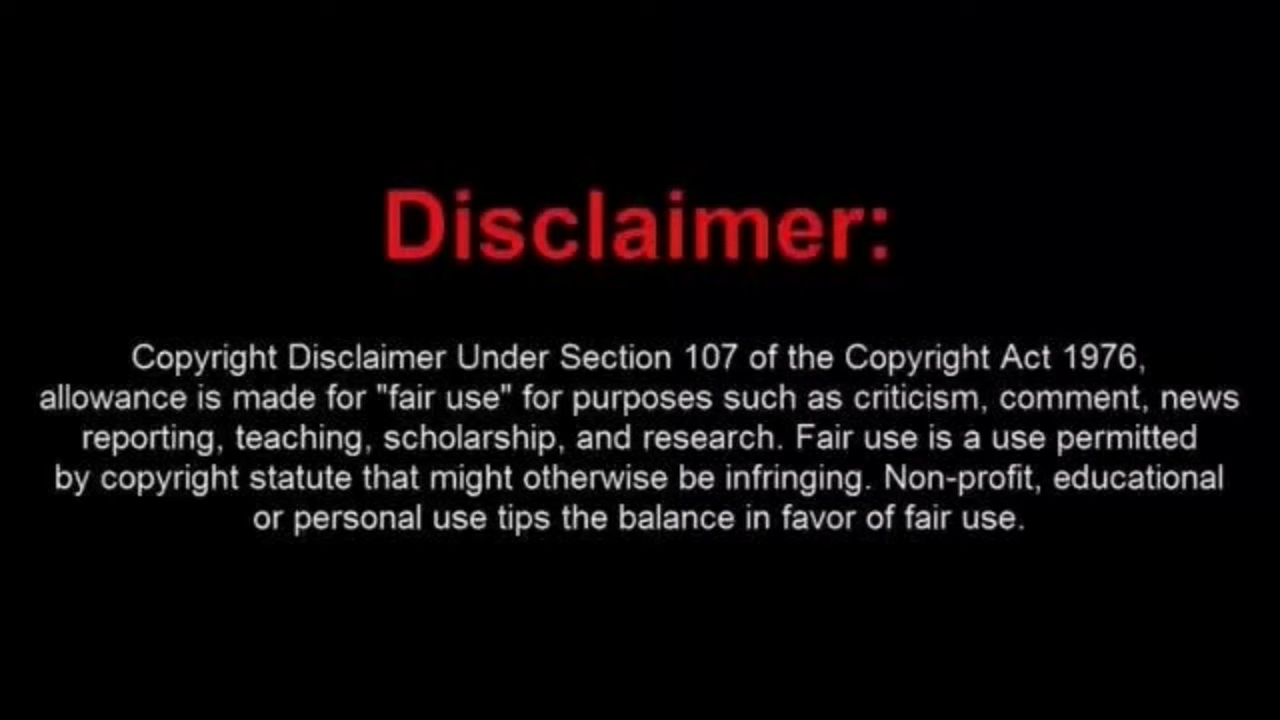 Disclaimer:
Copyright Disclaimer Under Section 107 of the Copyright Act 1976,
allowance is made for "fair use" for purposes such as criticism, comment, news
reporting, teaching, scholarship, and research. Fair use is a use permitted
by copyright statute that might otherwise be infringing. Non-profit, educational
or personal use tips the balance in favor of fair use.